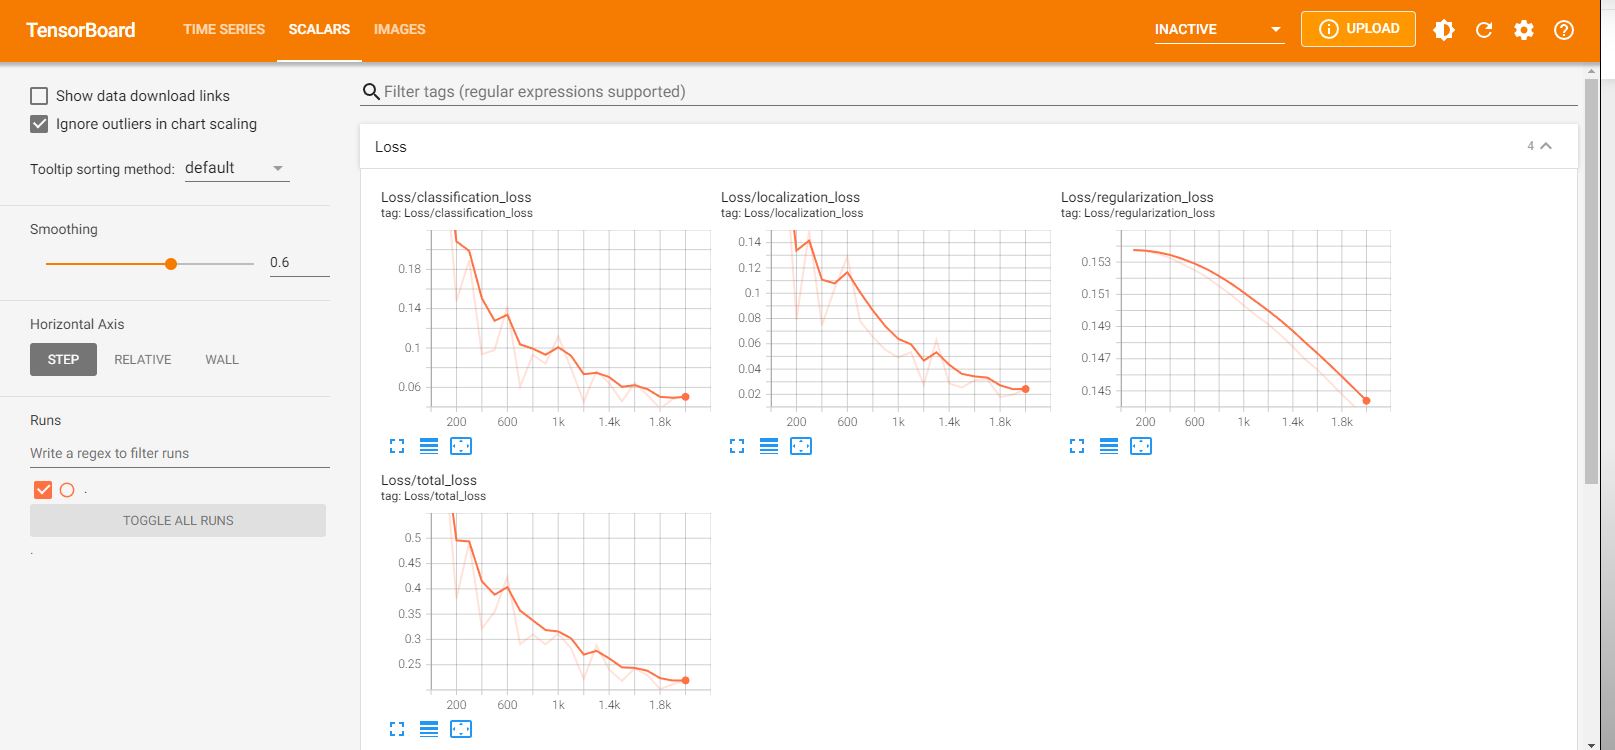 TensorBoard
TIME SERIES
SCALARS
IMAGES
INACTIVE
UPLOAD
Show data download links
Ignore outliers in chart scaling
Tooltip sorting method: default
Smoothing
0.6
Horizontal Axis
STEP
RELATIVE
WALL
Runs
Write a regex to filter runs
.
TOGGLE ALL RUNS
.
Filter tags (regular expressions supported)
Loss
4
Loss/classification_loss
tag: Loss/classification_loss
0.18
0.14
0.1
0.06
200 600 1k 1.4k 1.8k
Loss/localization_loss
tag: Loss/localization_loss
0.14
0.12
0.1
0.08
0.06
0.04
0.02
200 600 1k 1.4k 1.8k
Loss/regularization_loss
tag: Loss/regularization_loss
0.153
0.151
0.149
0.147
0.145
200 600 1k 1.4k 1.8k
Loss/total_loss
tag: Loss/total_loss
0.5
0.45
0.4
0.35
0.3
0.25
200 600 1k 1.4k 1.8k